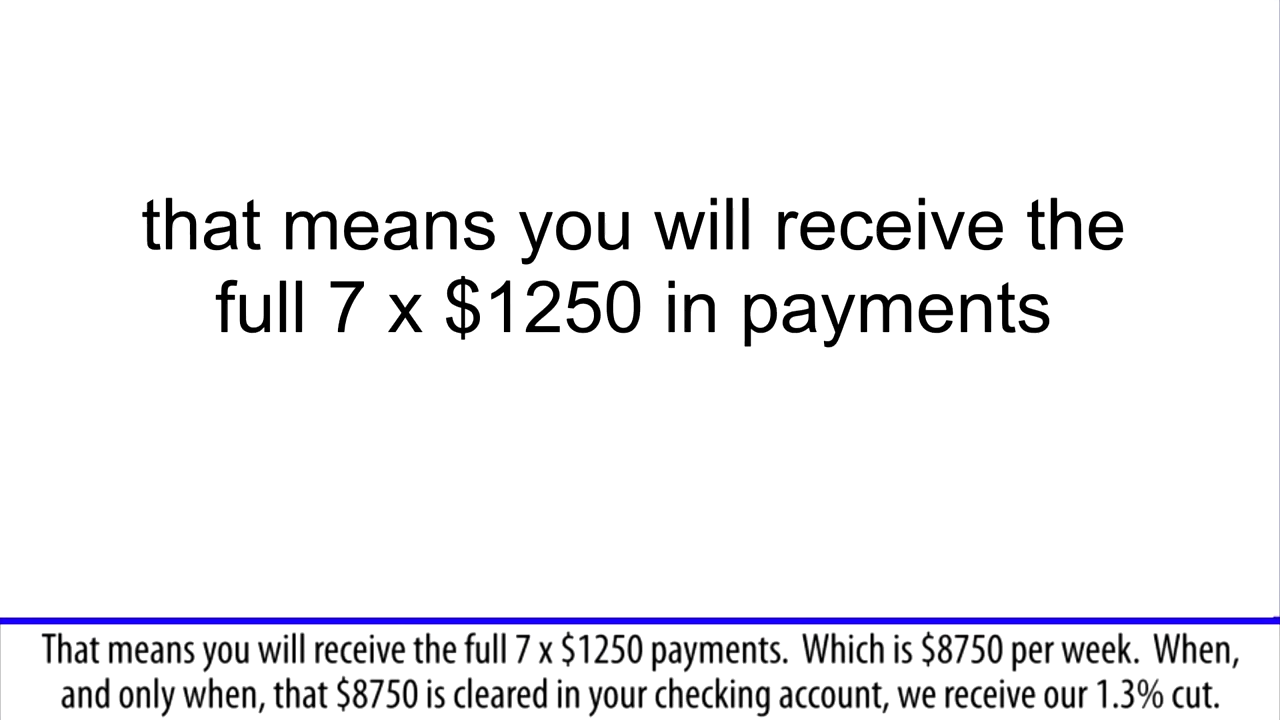 that means you will receive the
full 7 x $1250 in payments
That means you will receive the full 7 x $1250 payments.  Which is $8750 per week.  When,
and only when, that $8750 is cleared in your checking account, we receive our 1.3% cut.